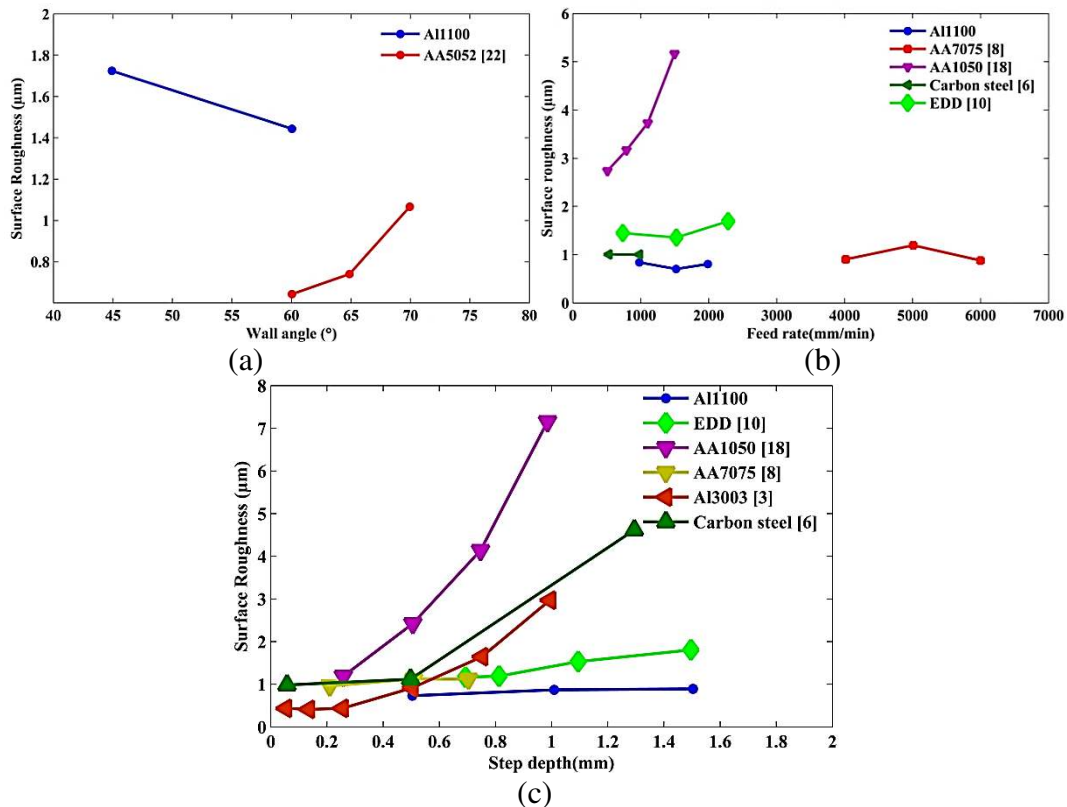 2
1.8
1.6
1.4
1.2
1
0.8
Surface Roughness (µm)
Al1100
AA5052 [22]
40 45 50 55 60 65 70 75 80
Wall angle (°)
(a)
6
5
4
3
2
1
0
Surface roughness (µm)
Al1100
AA7075 [8]
AA1050 [18]
Carbon steel [6]
EDD [10]
0 1000 2000 3000 4000 5000 6000 7000
Feed rate(mm/min)
(b)
8
7
6
5
4
3
2
1
0
Surface Roughness (µm)
Al1100
EDD [10]
AA1050 [18]
AA7075 [8]
Al3003 [3]
Carbon steel [6]
0 0.2 0.4 0.6 0.8 1 1.2 1.4 1.6 1.8 2
Step depth(mm)
(c)